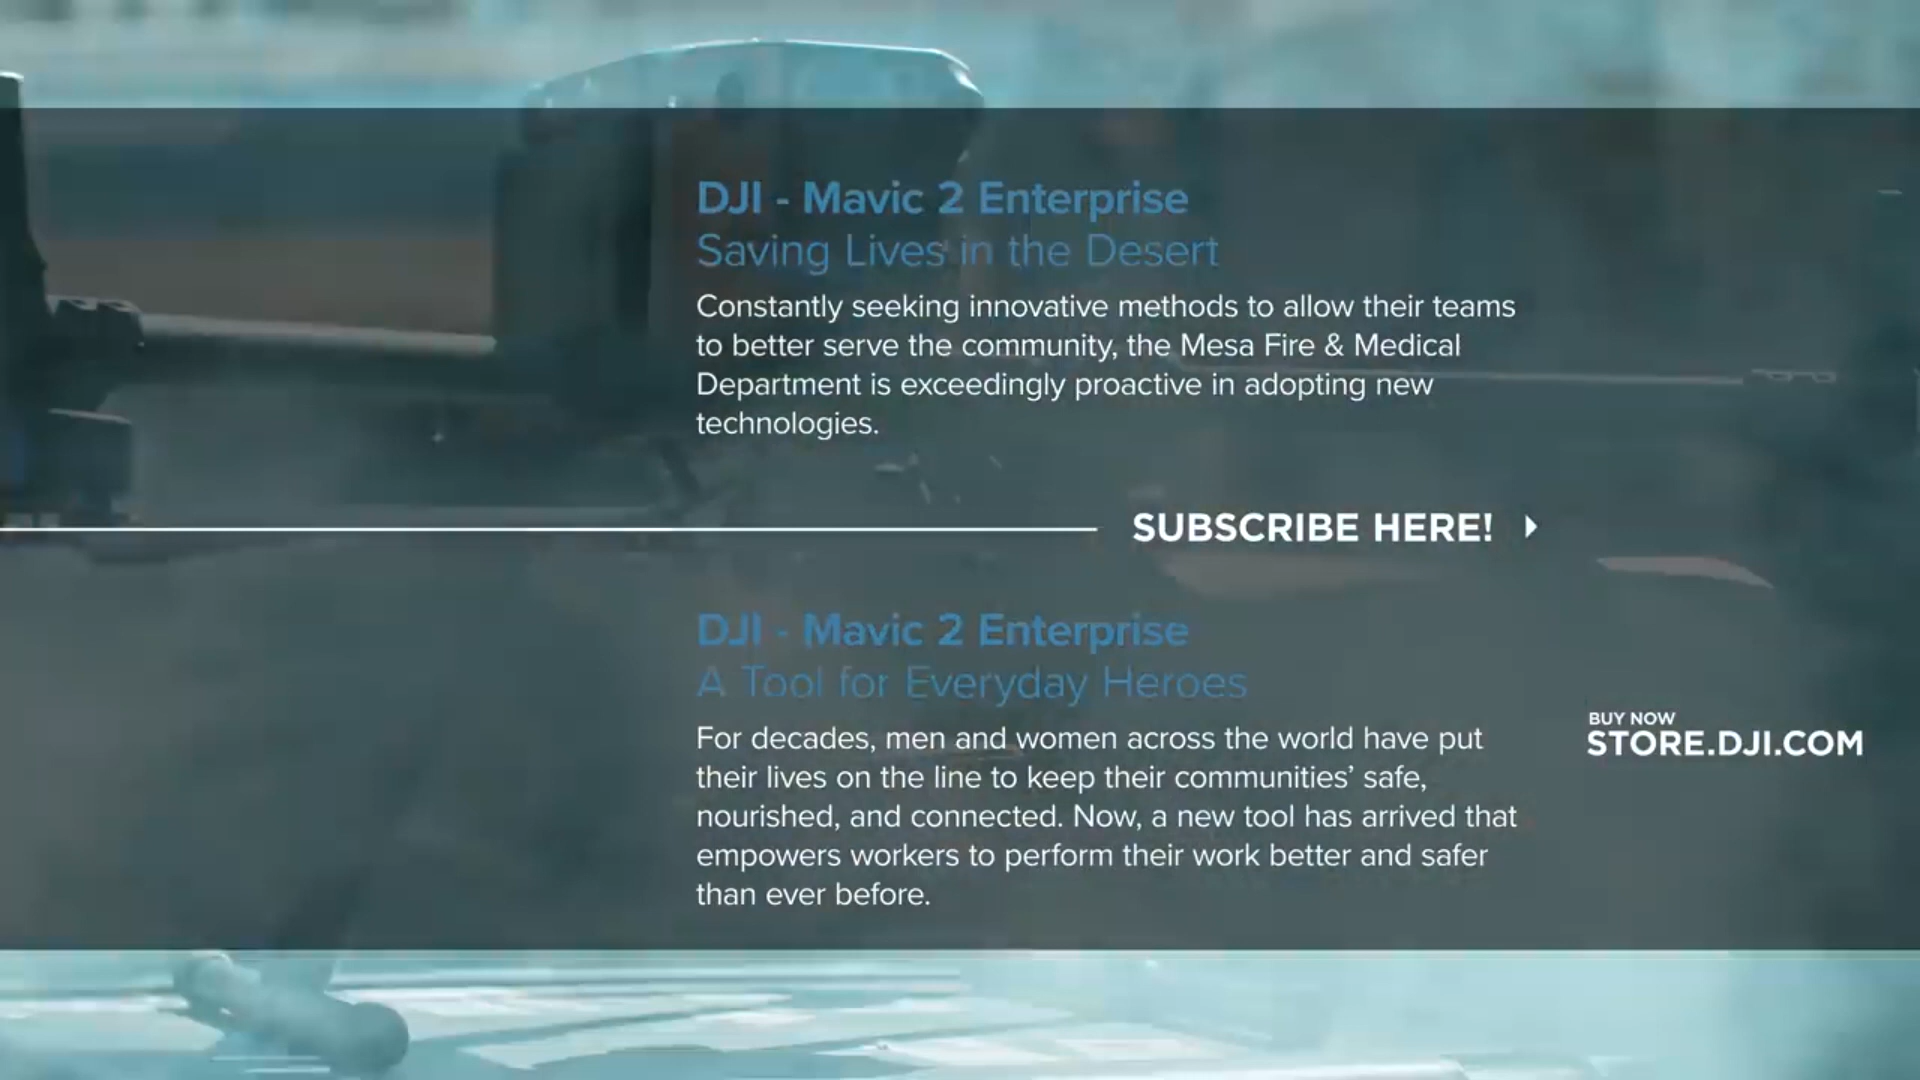 DJI - Mavic 2 Enterprise
Saving Lives in the Desert
Constantly seeking innovative methods to allow their teams
to better serve the community, the Mesa Fire & Medical
Department is exceedingly proactive in adopting new
technologies.
SUBSCRIBE HERE!
DJI - Mavic 2 Enterprise
A Tool for Everyday Heroes
For decades, men and women across the world have put
their lives on the line to keep their communities’ safe,
nourished, and connected. Now, a new tool has arrived that
empowers workers to perform their work better and safer
than ever before.
BUY NOW
STORE.DJI.COM